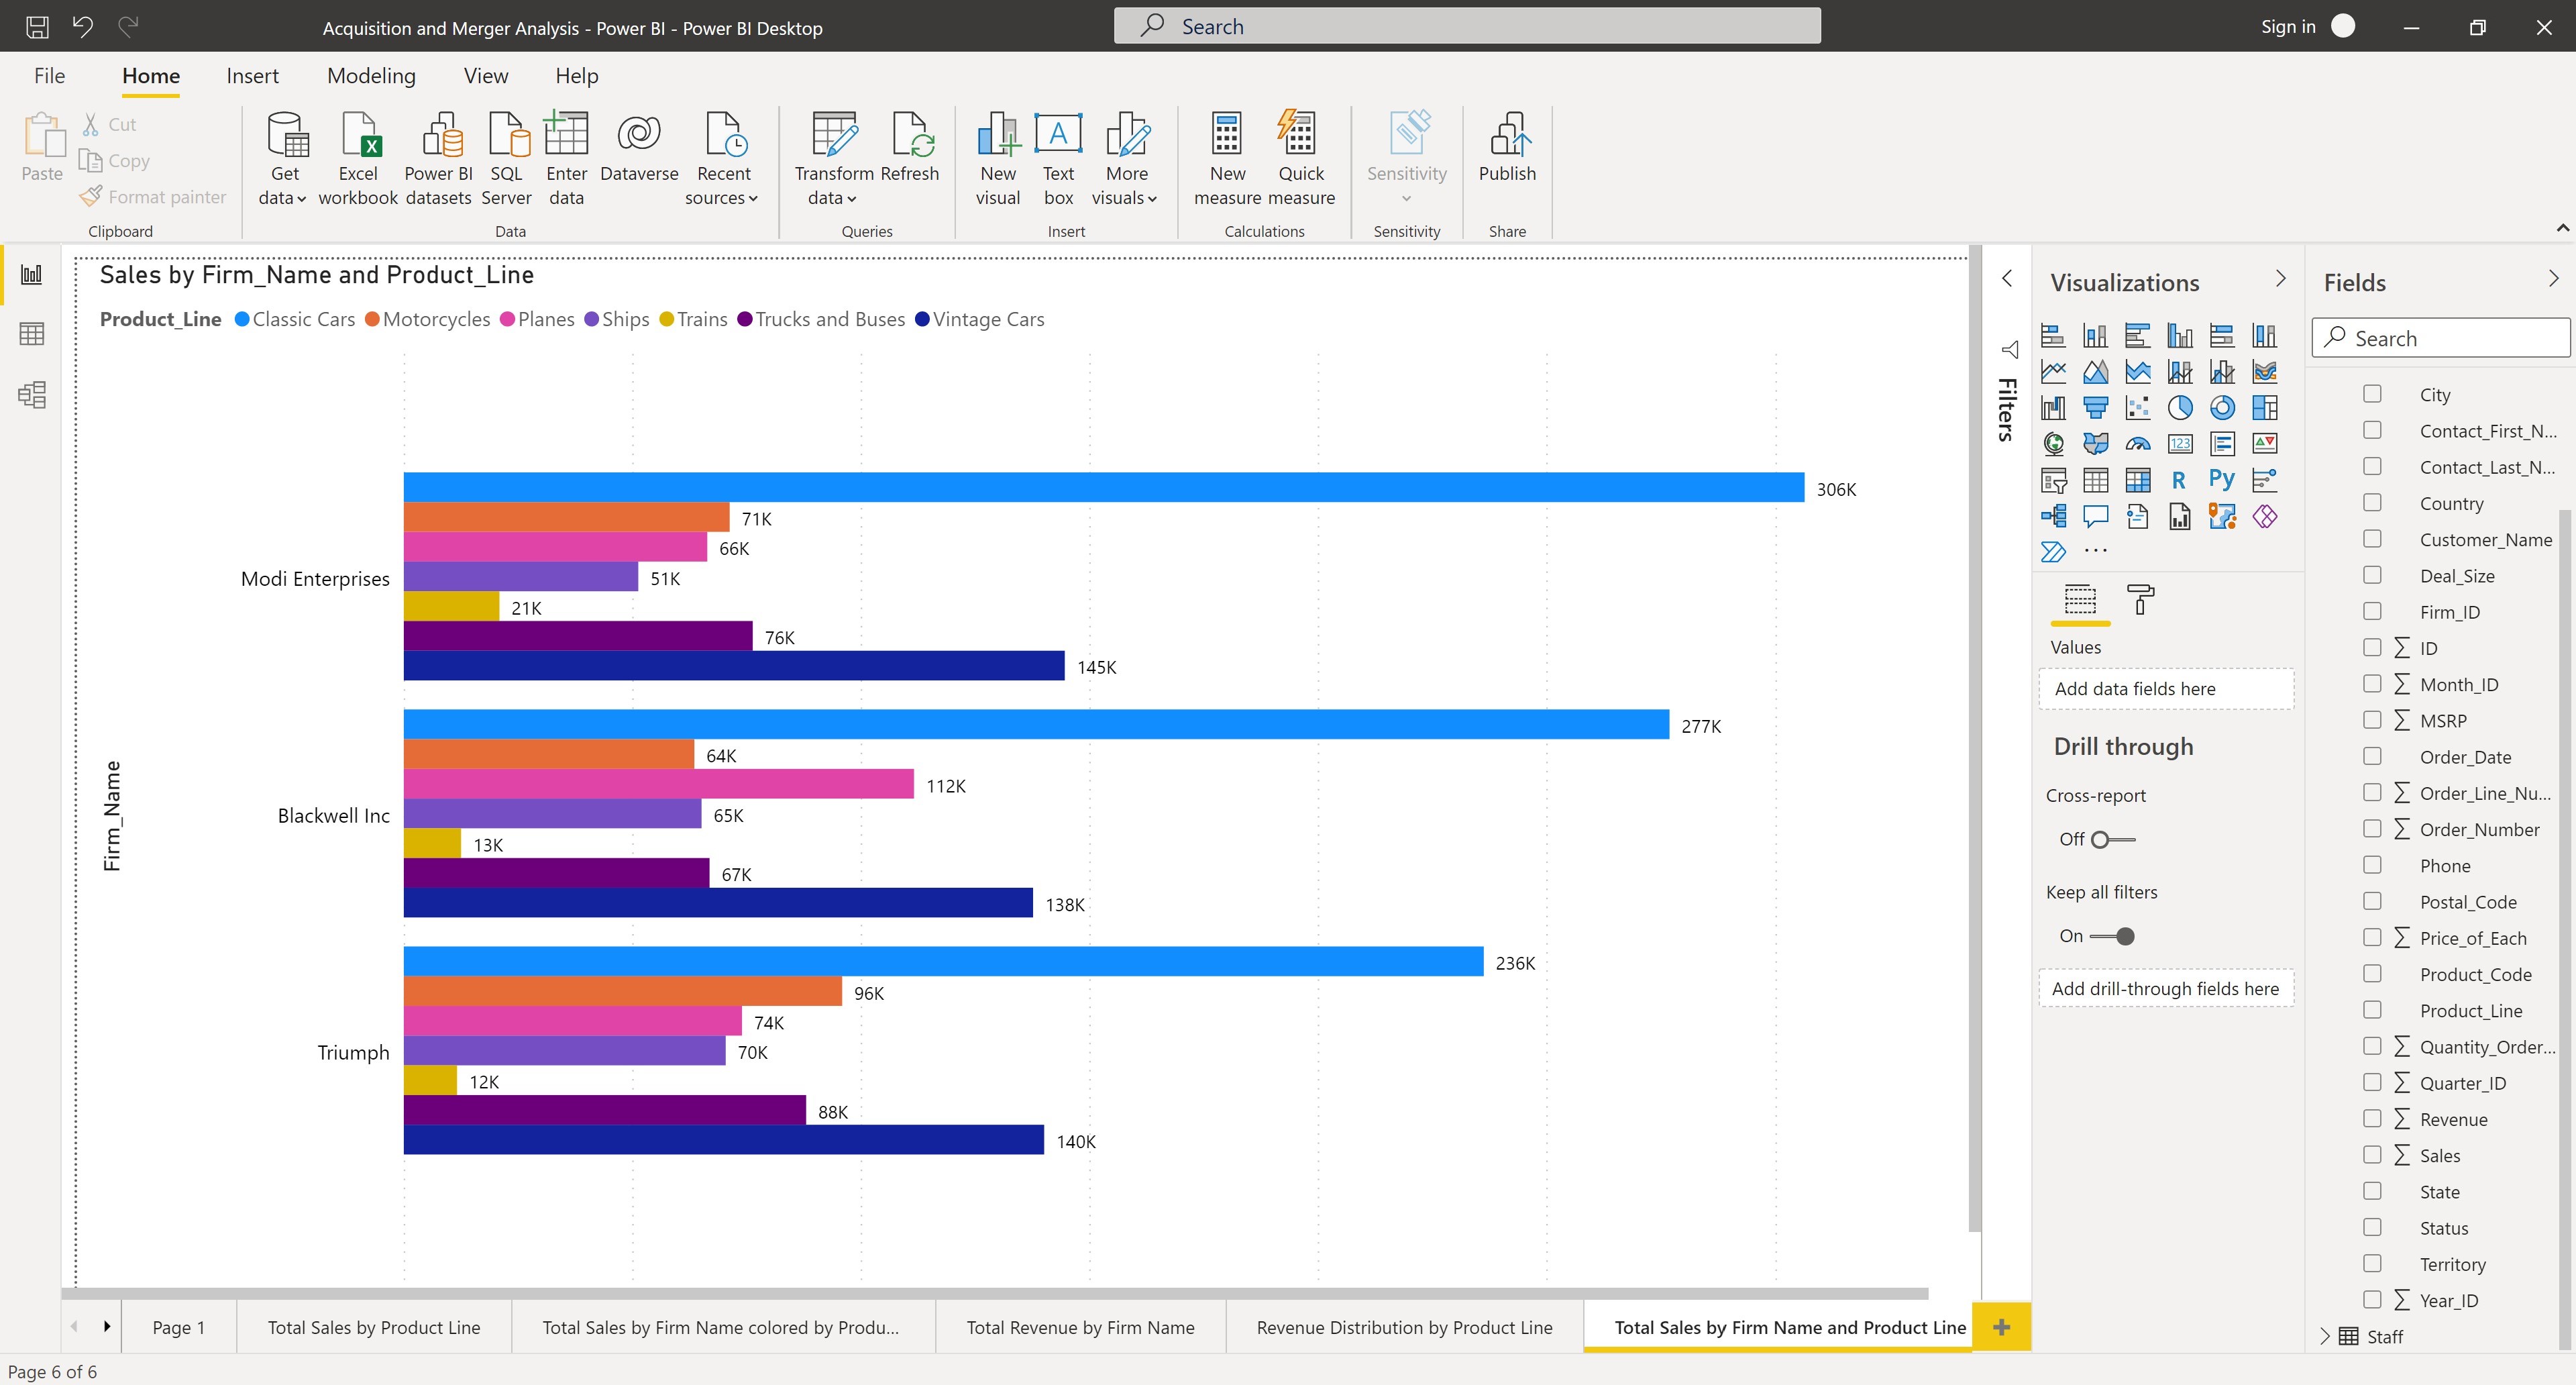 Acquisition and Merger Analysis - Power BI - Power BI Desktop
Search
Sign in
File Home Insert Modeling View Help
Paste
Cut
Copy
Format painter
Clipboard
Get data
Excel workbook
Power BI datasets
SQL Server
Enter data
Dataverse
Recent sources
Data
Transform data
Refresh
Queries
New visual
Text box
More visuals
Insert
New measure
Quick measure
Calculations
Sensitivity
Sensitivity
Publish
Share
Sales by Firm_Name and Product_Line
Product_Line Classic Cars Motorcycles Planes Ships Trains Trucks and Buses Vintage Cars
Firm_Name
Modi Enterprises
306K
71K
66K
51K
21K
76K
145K
Blackwell Inc
277K
64K
112K
65K
13K
67K
138K
Triumph
236K
96K
74K
70K
12K
88K
140K
Filters
Visualizations
123
R
Py
Values
Add data fields here
Drill through
Cross-report
Off
Keep all filters
On
Add drill-through fields here
Fields
Search
City
Contact_First_N...
Contact_Last_N...
Country
Customer_Name
Deal_Size
Firm_ID
ID
Month_ID
MSRP
Order_Date
Order_Line_Nu...
Order_Number
Phone
Postal_Code
Price_of_Each
Product_Code
Product_Line
Quantity_Order...
Quarter_ID
Revenue
Sales
State
Status
Territory
Year_ID
Staff
Page 1
Total Sales by Product Line
Total Sales by Firm Name colored by Produ...
Total Revenue by Firm Name
Revenue Distribution by Product Line
Total Sales by Firm Name and Product Line
Page 6 of 6